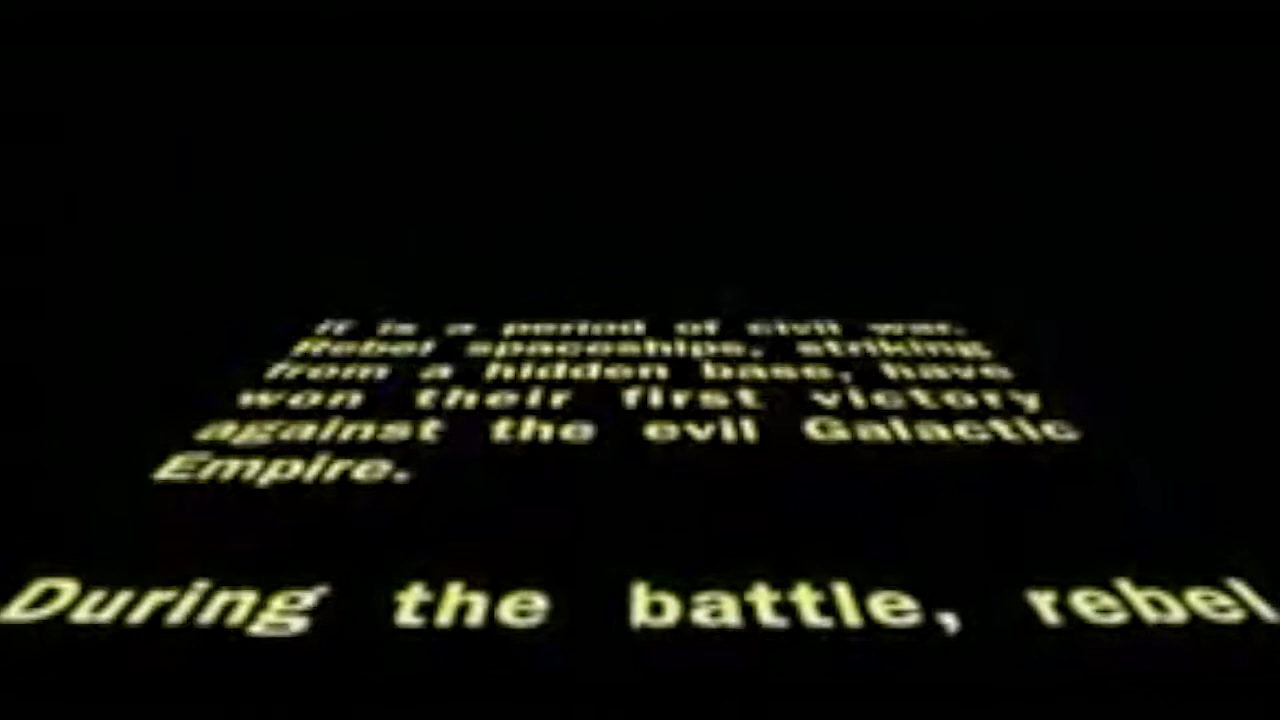 It is a period of civil war.
Rebel spaceships, striking
from a hidden base, have
won their first victory
against the evil Galactic
Empire.
During the battle, rebel